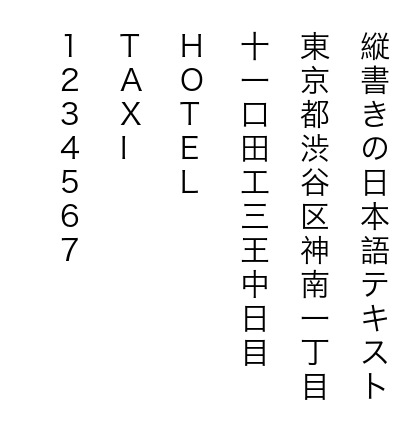 縦書きの日本語テキスト
東京都渋谷区神南一丁目
十一口田工三王中日目
HOTEL
TAXI
1234567